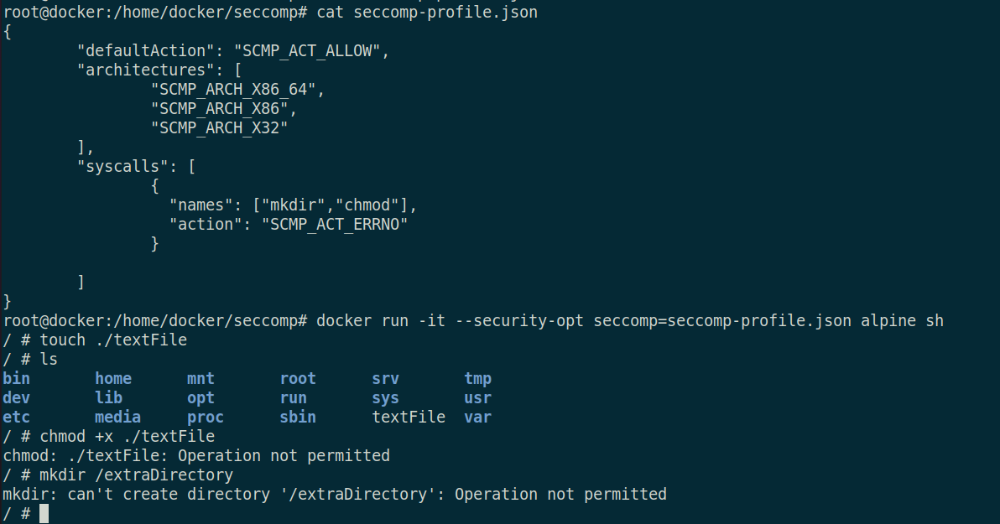 root@docker:/home/docker/seccomp# cat seccomp-profile.json
{
        "defaultAction": "SCMP_ACT_ALLOW",
        "architectures": [
                "SCMP_ARCH_X86_64",
                "SCMP_ARCH_X86",
                "SCMP_ARCH_X32"
        ],
        "syscalls": [
                {
                  "names": ["mkdir","chmod"],
                  "action": "SCMP_ACT_ERRNO"
                }

        ]
}
root@docker:/home/docker/seccomp# docker run -it --security-opt seccomp=seccomp-profile.json alpine sh
/ # touch ./textFile
/ # ls
bin       home      mnt       root      srv       tmp
dev       lib       opt       run       sys       usr
etc       media     proc      sbin      textFile  var
/ # chmod +x ./textFile
chmod: ./textFile: Operation not permitted
/ # mkdir /extraDirectory
mkdir: can't create directory '/extraDirectory': Operation not permitted
/ #